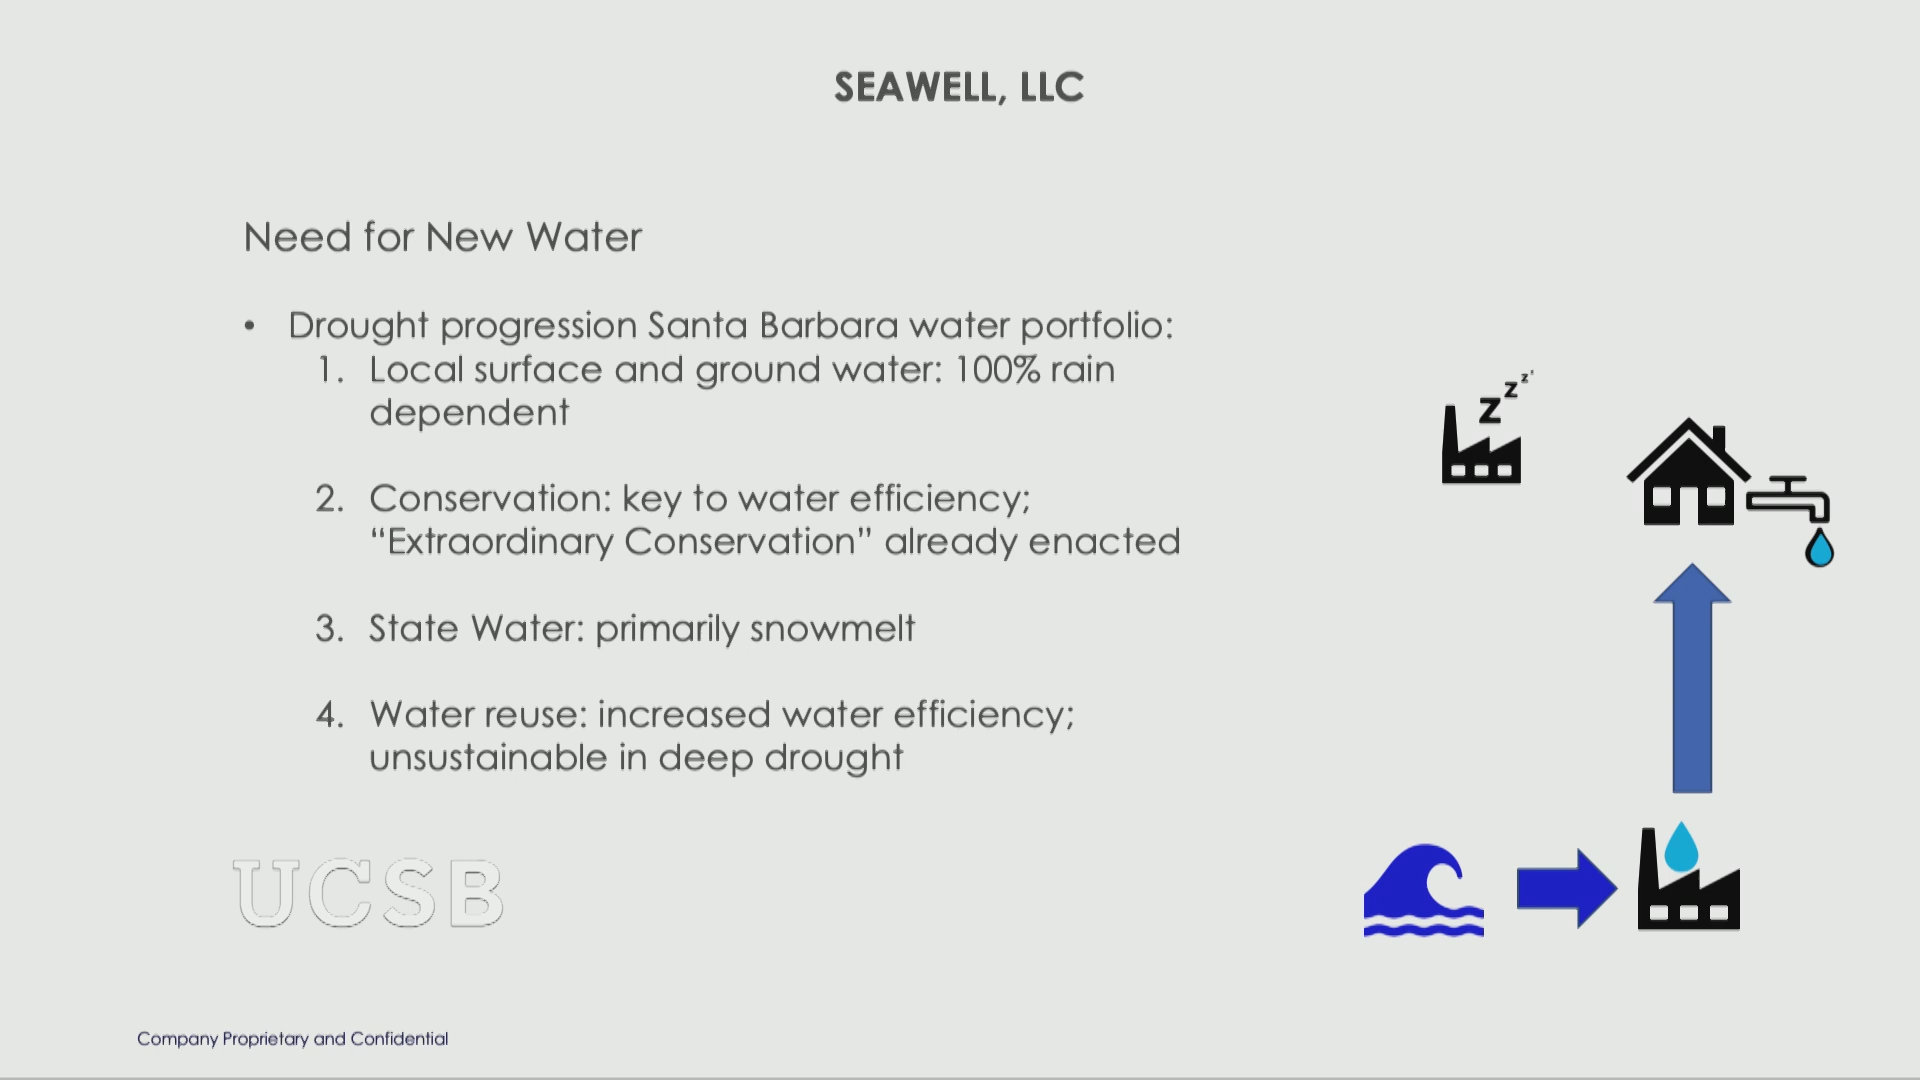 SEAWELL, LLC
Need for New Water
• Drought progression Santa Barbara water portfolio:
1. Local surface and ground water: 100% rain
dependent
2. Conservation: key to water efficiency;
“Extraordinary Conservation” already enacted
3. State Water: primarily snowmelt
4. Water reuse: increased water efficiency;
unsustainable in deep drought
z z z z
UCSB
Company Proprietary and Confidential